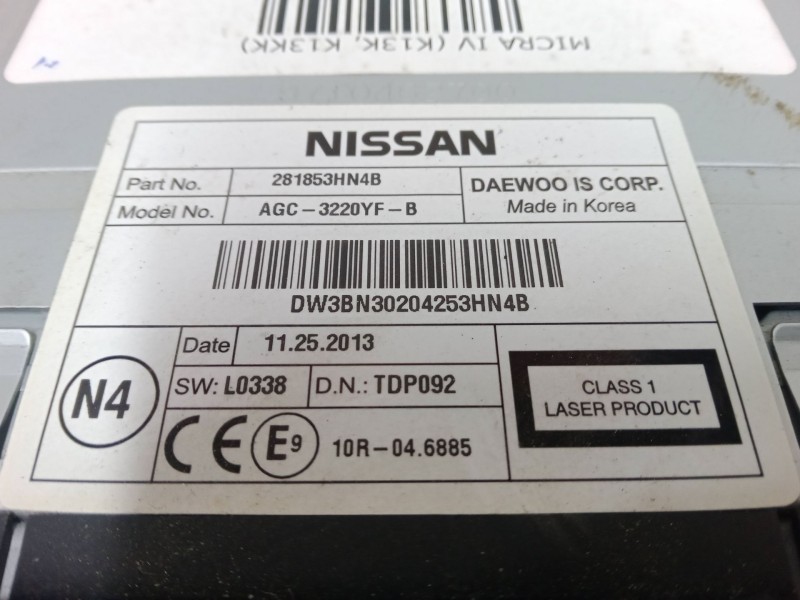 MICRA IV (K13K, K13KK)
NISSAN
Part No. 281853HN4B
Model No. AGC-3220YF-B
DAEWOO IS CORP.
Made in Korea
DW3BN30204253HN4B
N4
Date 11.25.2013
SW: L0338 D.N.: TDP092
CE E9 10R-04.6885
CLASS 1
LASER PRODUCT